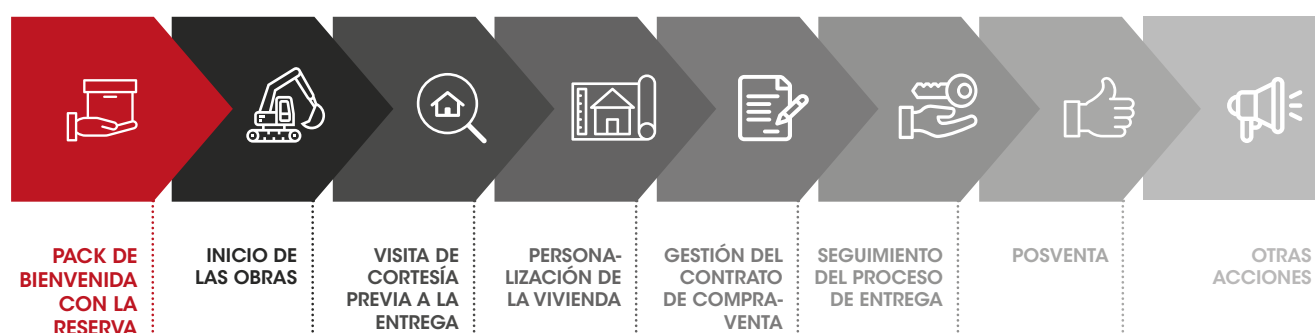 PACK DE
BIENVENIDA
CON LA
RESERVA
INICIO DE
LAS OBRAS
VISITA DE
CORTESÍA
PREVIA A LA
ENTREGA
PERSONA-
LIZACIÓN DE
LA VIVIENDA
GESTIÓN DEL
CONTRATO
DE COMPRA-
VENTA
SEGUIMIENTO
DEL PROCESO
DE ENTREGA
POSVENTA
OTRAS
ACCIONES